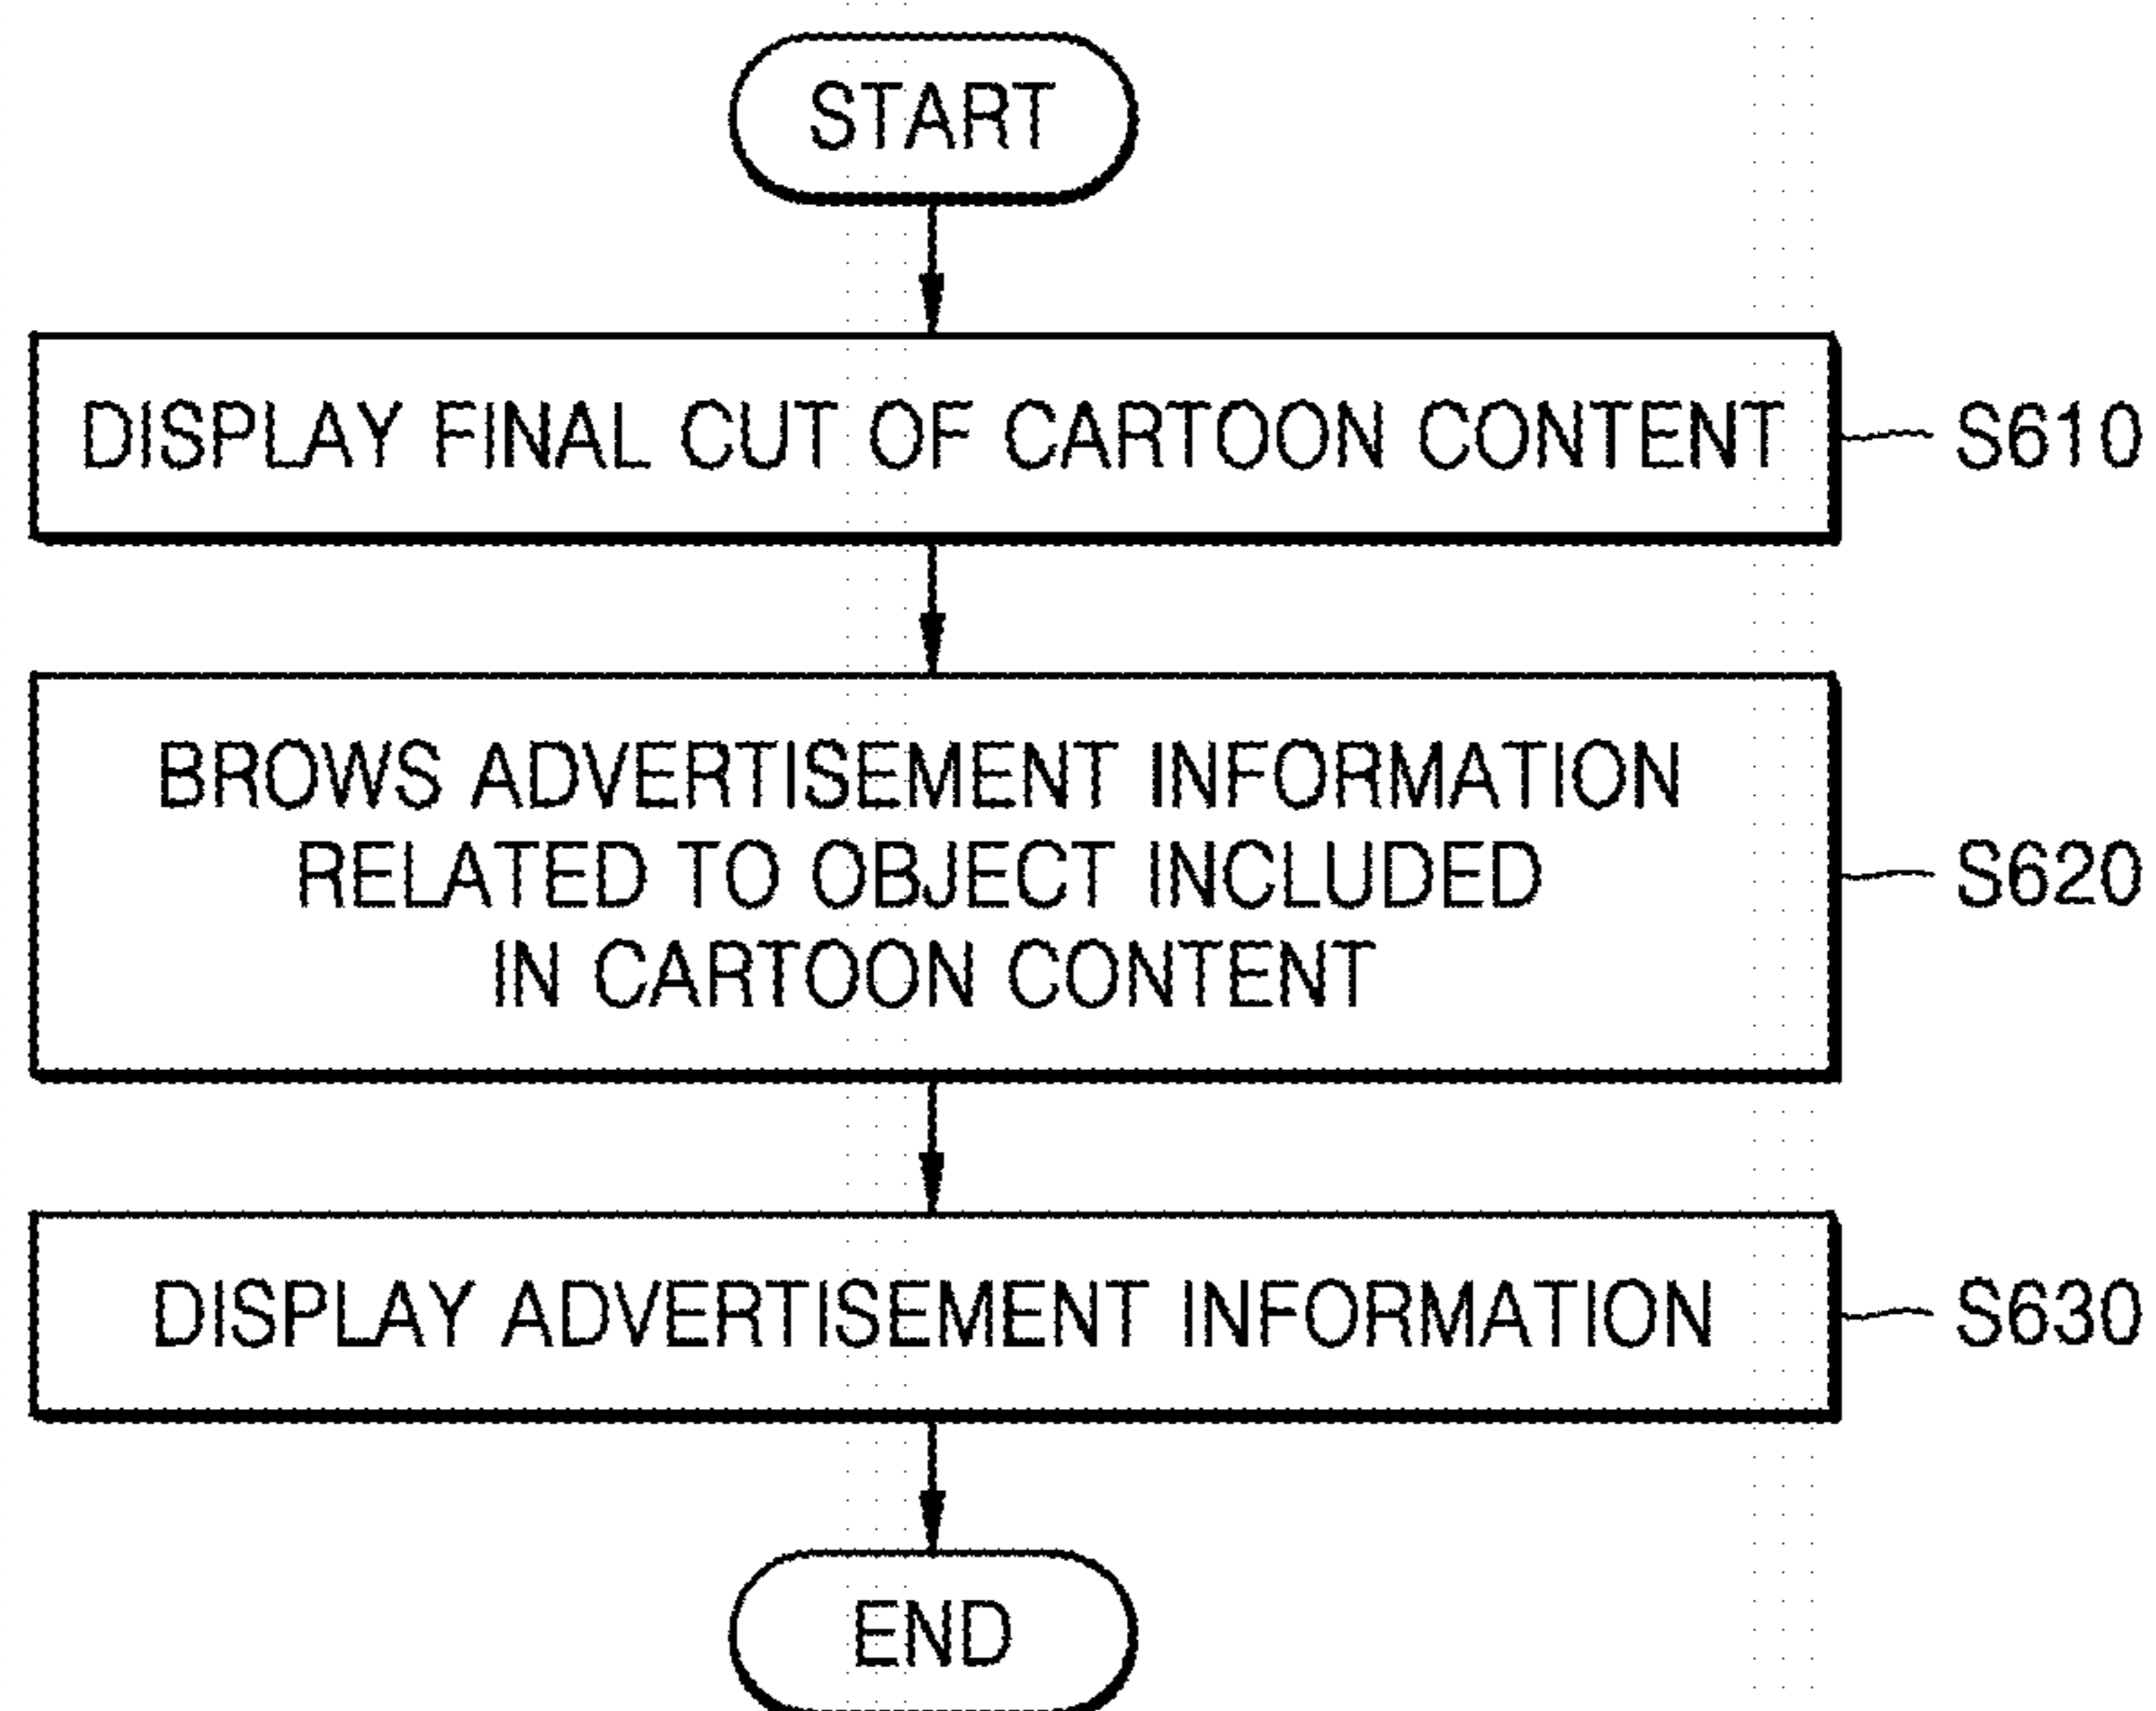 START
DISPLAY FINAL CUT OF CARTOON CONTENT
S610
BROWS ADVERTISEMENT INFORMATION
RELATED TO OBJECT INCLUDED
IN CARTOON CONTENT
S620
DISPLAY ADVERTISEMENT INFORMATION
S630
END